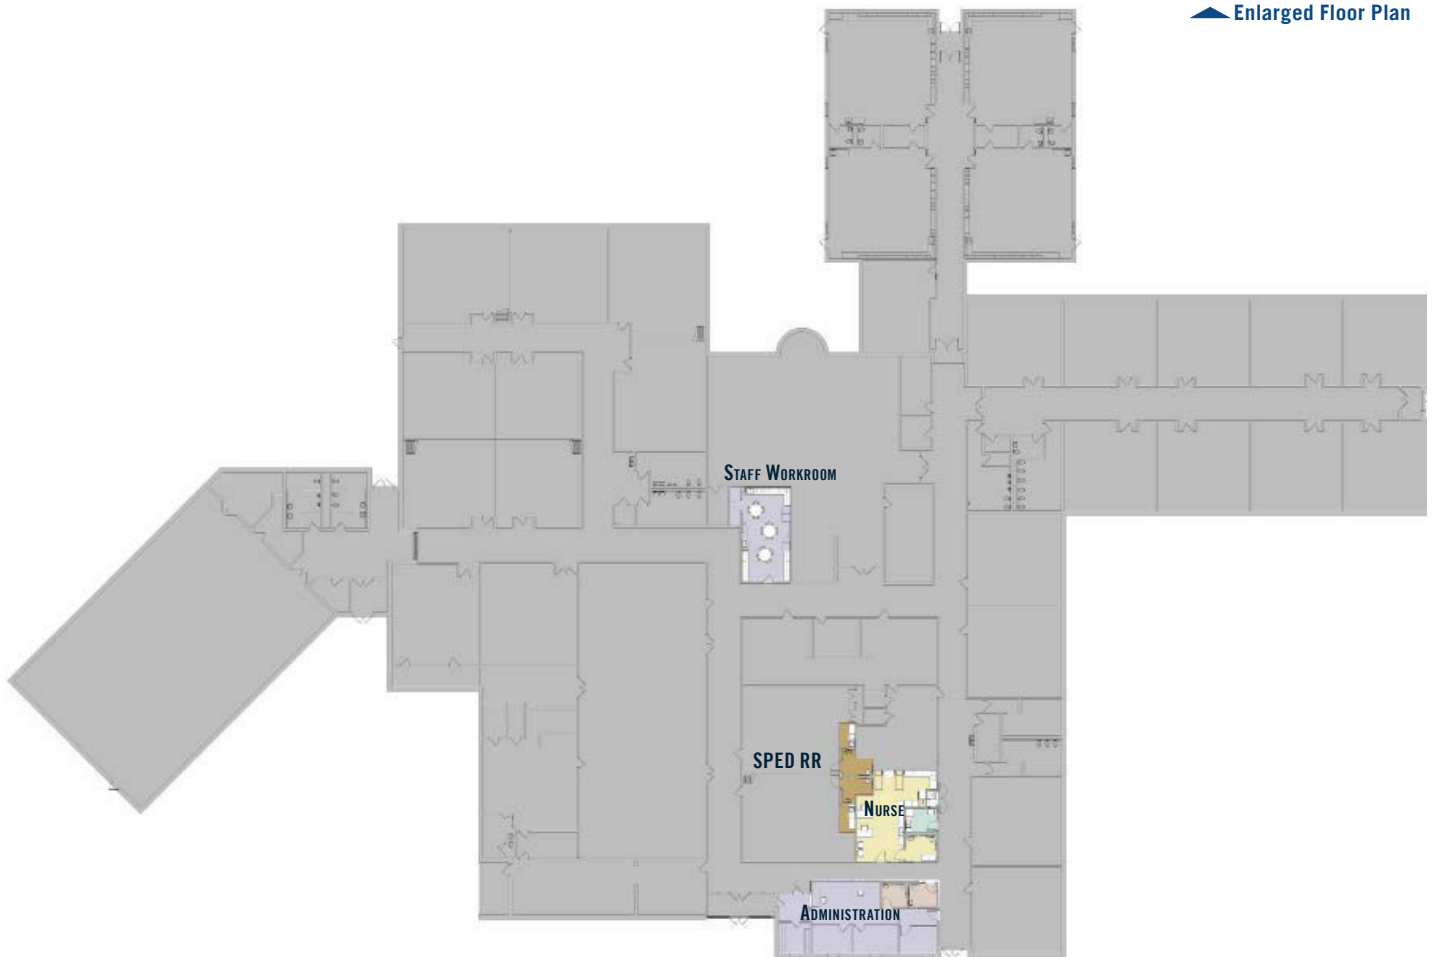 Enlarged Floor Plan
Staff Workroom
SPED RR
Nurse
Administration